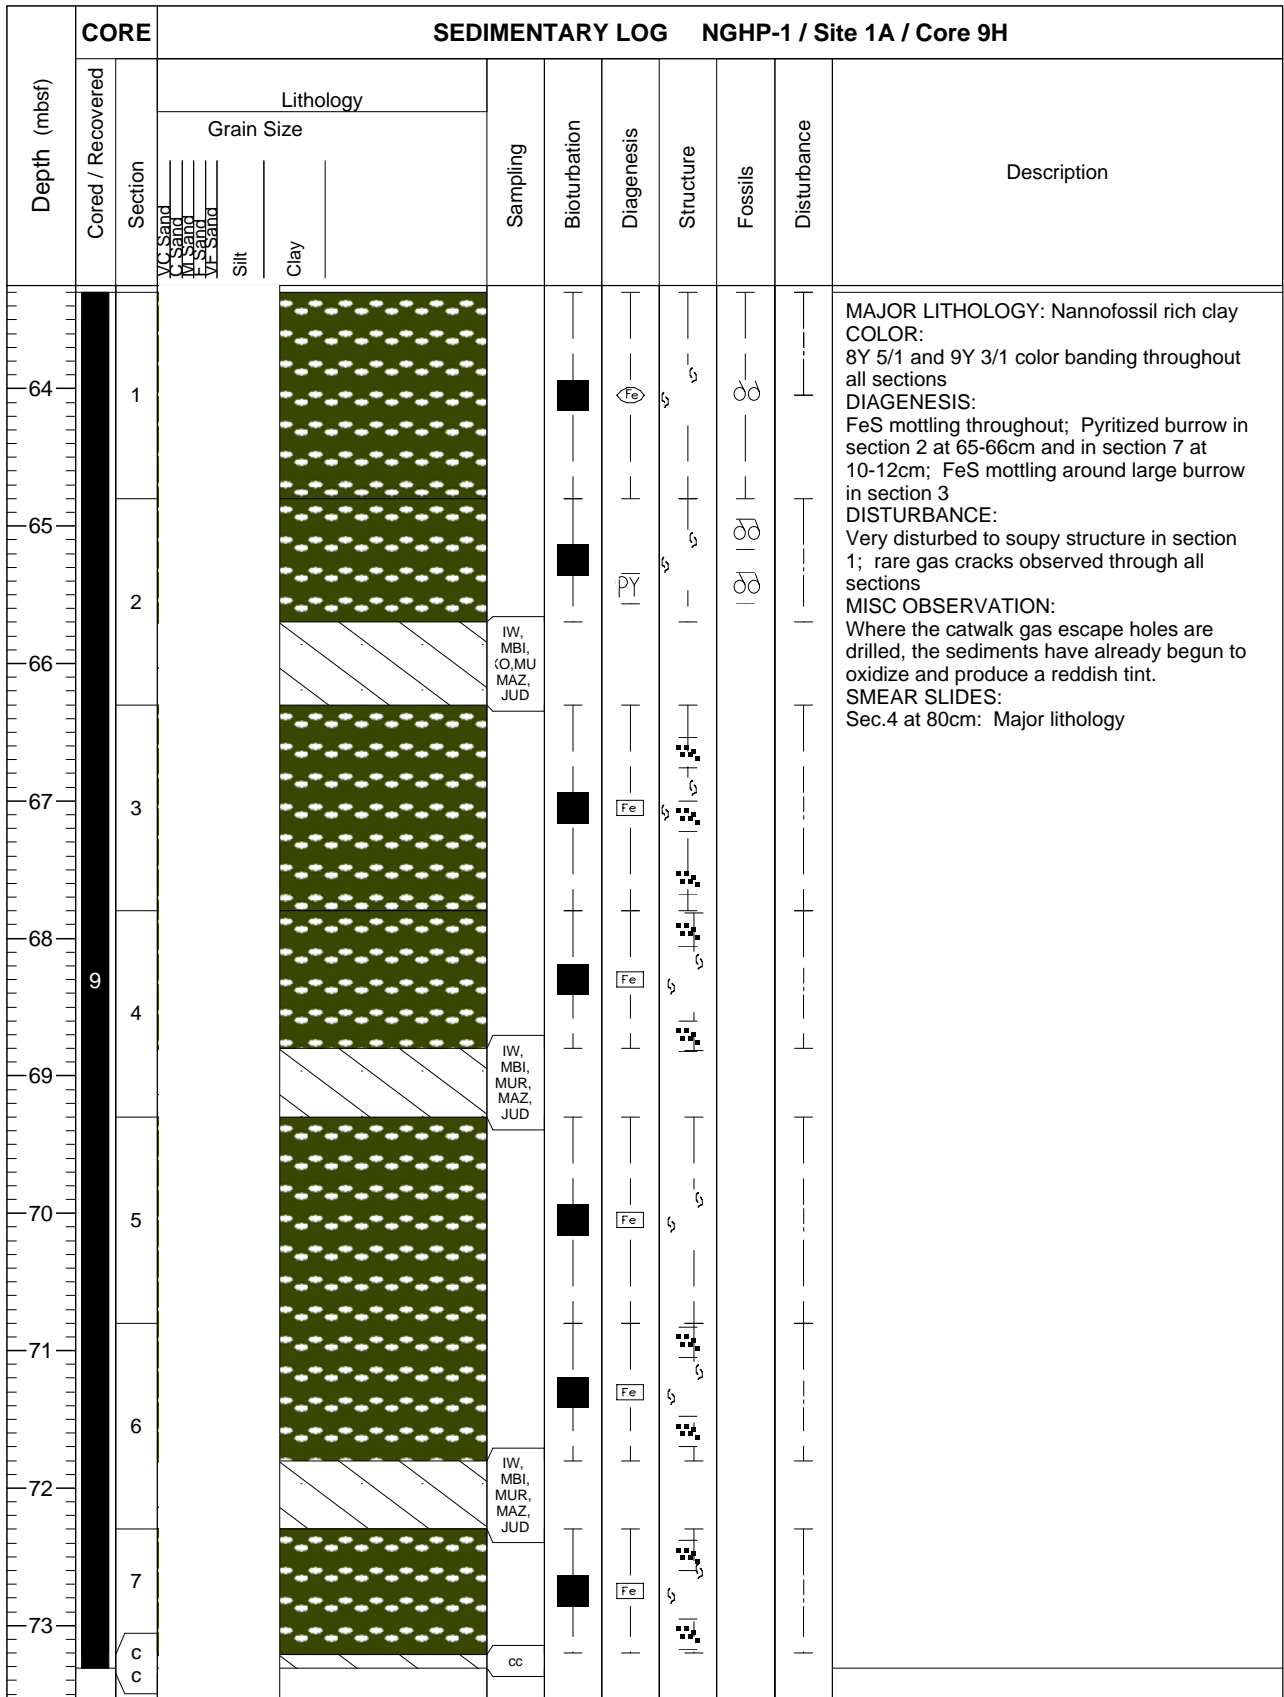 CORE
SEDIMENTARY LOG NGHP-1 / Site 1A / Core 9H
Depth (mbsf)
Cored / Recovered
Section
Lithology
Grain Size
VC Sand
C Sand
M Sand
F Sand
VF Sand
Silt
Clay
Sampling
Bioturbation
Diagenesis
Structure
Fossils
Disturbance
Description
MAJOR LITHOLOGY: Nannofossil rich clay
COLOR:
8Y 5/1 and 9Y 3/1 color banding throughout
all sections
DIAGENESIS:
FeS mottling throughout; Pyritized burrow in
section 2 at 65-66cm and in section 7 at
10-12cm; FeS mottling around large burrow
in section 3
DISTURBANCE:
Very disturbed to soupy structure in section
1; rare gas cracks observed through all
sections
MISC OBSERVATION:
Where the catwalk gas escape holes are
drilled, the sediments have already begun to
oxidize and produce a reddish tint.
SMEAR SLIDES:
Sec.4 at 80cm: Major lithology
64
1
Fe
65
2
PY
66
IW,
MBI,
O,MU
MAZ,
JUD
67
3
Fe
68
9
Fe
4
69
IW,
MBI,
MUR,
MAZ,
JUD
70
5
Fe
71
Fe
6
72
IW,
MBI,
MUR,
MAZ,
JUD
7
Fe
73
c
c
cc